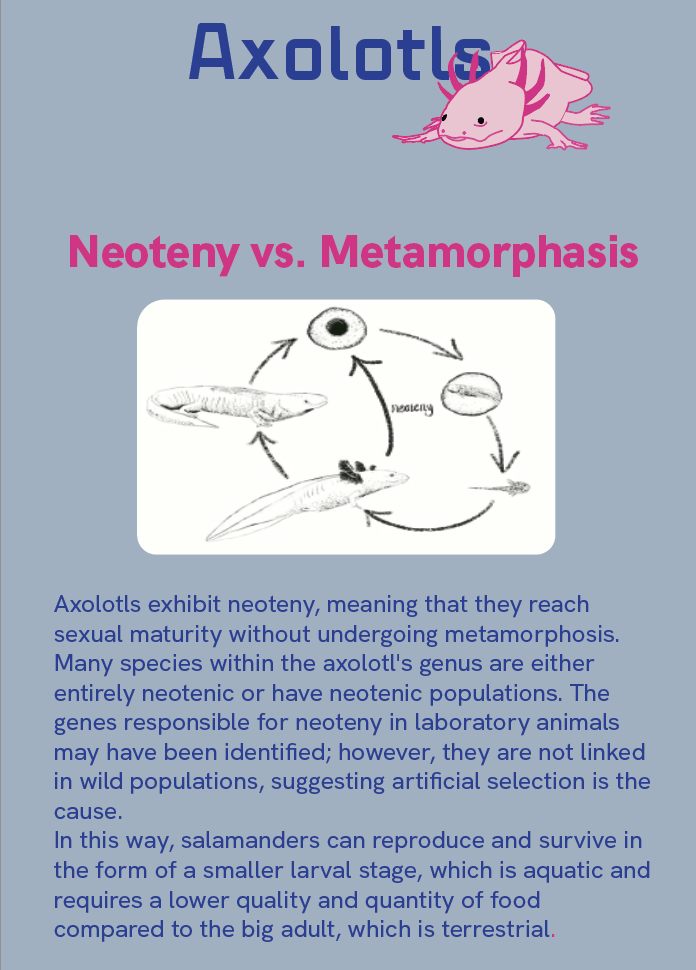 Axolotls
Neoteny vs. Metamorphasis
neoteny
Axolotls exhibit neoteny, meaning that they reach
sexual maturity without undergoing metamorphosis.
Many species within the axolotl's genus are either
entirely neotenic or have neotenic populations. The
genes responsible for neoteny in laboratory animals
may have been identified; however, they are not linked
in wild populations, suggesting artificial selection is the
cause.
In this way, salamanders can reproduce and survive in
the form of a smaller larval stage, which is aquatic and
requires a lower quality and quantity of food
compared to the big adult, which is terrestrial.